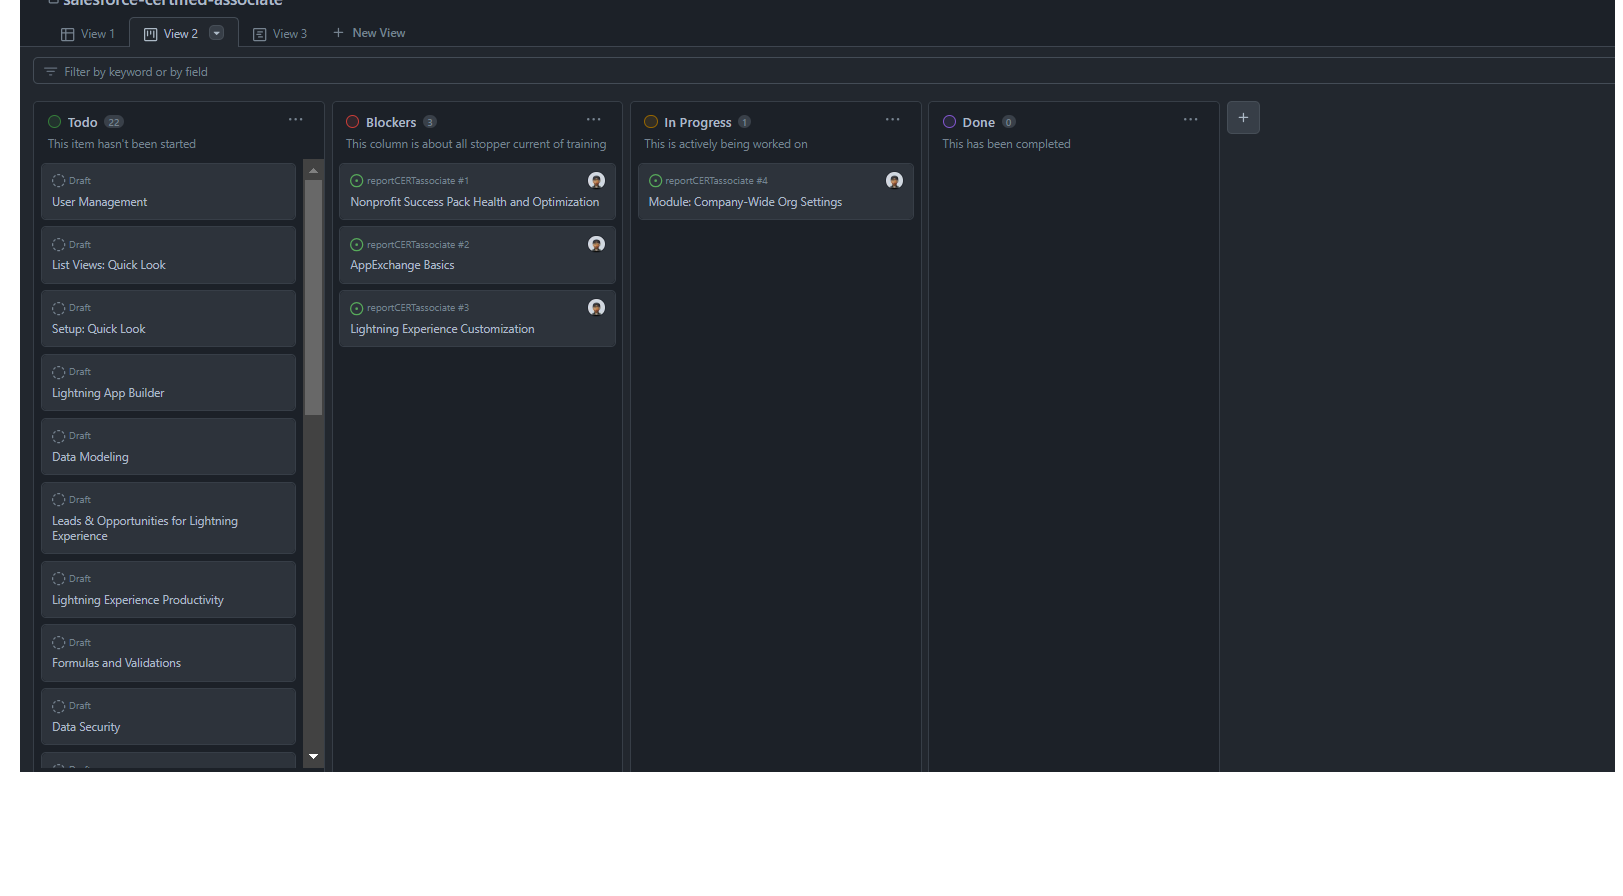 salesforce-certified-associate
View 1
View 2
View 3
New View
Filter by keyword or by field
Todo 22
This item hasn't been started
Draft
User Management
Draft
List Views: Quick Look
Draft
Setup: Quick Look
Draft
Lightning App Builder
Draft
Data Modeling
Draft
Leads & Opportunities for Lightning
Experience
Draft
Lightning Experience Productivity
Draft
Formulas and Validations
Draft
Data Security
Blockers 3
This column is about all stopper current of training
reportCERTassociate #1
Nonprofit Success Pack Health and Optimization
reportCERTassociate #2
AppExchange Basics
reportCERTassociate #3
Lightning Experience Customization
In Progress 1
This is actively being worked on
reportCERTassociate #4
Module: Company-Wide Org Settings
Done 0
This has been completed